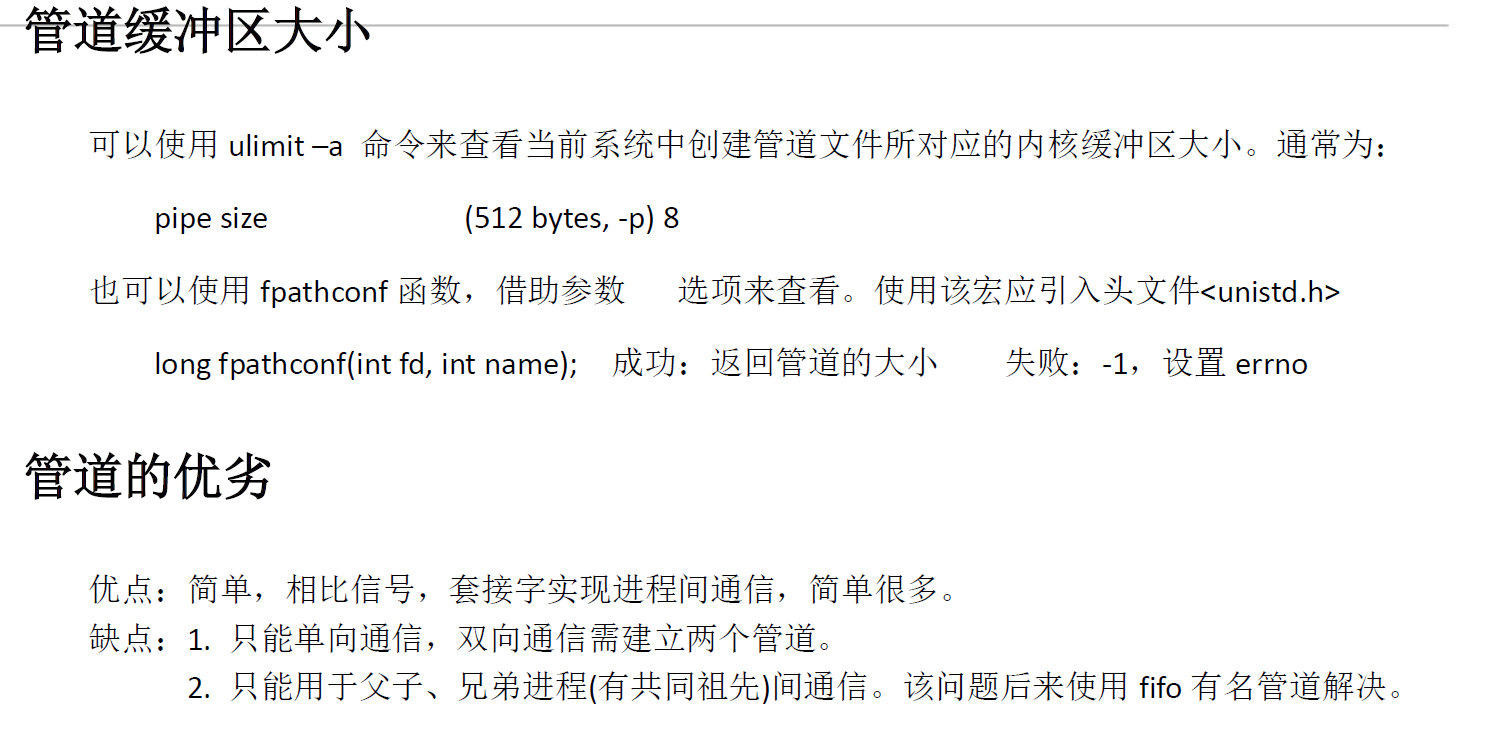 管道缓冲区大小
可以使用 ulimit –a 命令来查看当前系统中创建管道文件所对应的内核缓冲区大小。通常为：
pipe size (512 bytes, -p) 8
也可以使用 fpathconf 函数，借助参数 选项来查看。使用该宏应引入头文件<unistd.h>
long fpathconf(int fd, int name); 成功：返回管道的大小 失败：-1，设置 errno
管道的优劣
优点：简单，相比信号，套接字实现进程间通信，简单很多。
缺点：1. 只能单向通信，双向通信需建立两个管道。
2. 只能用于父子、兄弟进程(有共同祖先)间通信。该问题后来使用 fifo 有名管道解决。